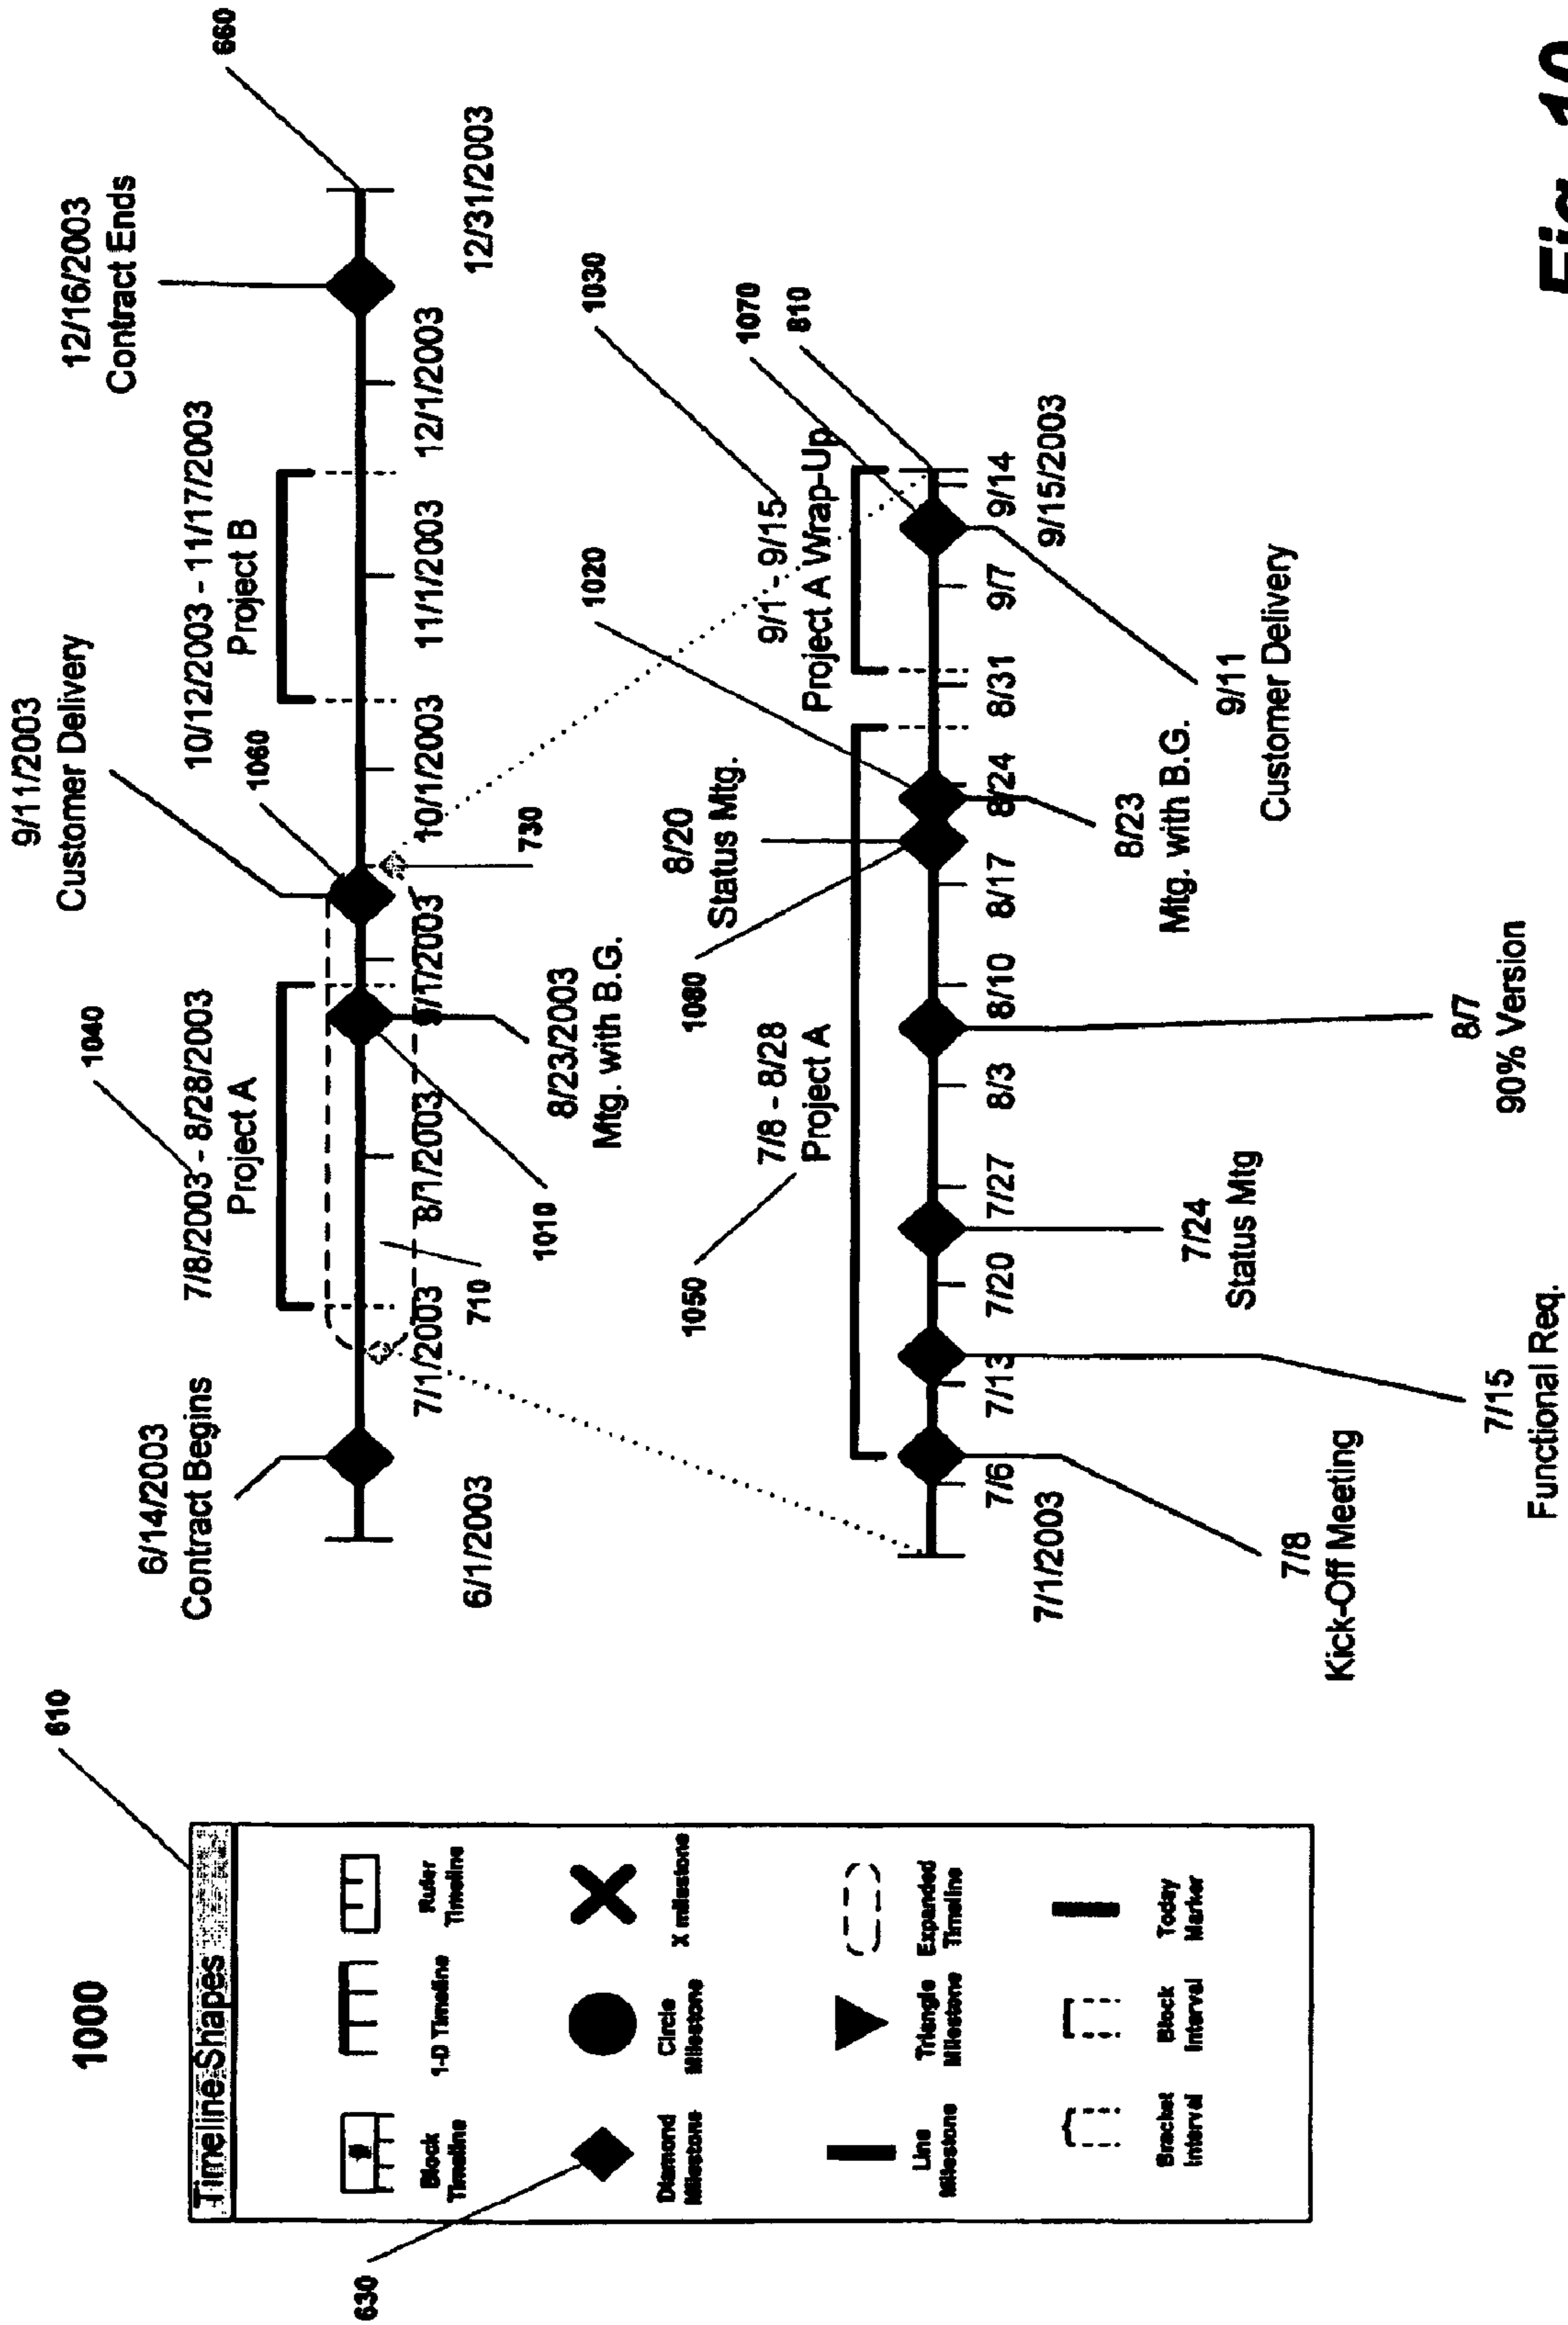 1000
610
Timeline Shapes
Block
Timeline
1-D Timeline
Ruler
Timeline
630
Diamond
Milestone
Circle
Milestone
X milestone
Line
Milestone
Triangle
Milestone
Expanded
Timeline
Bracket
Interval
Block
Interval
Today
Marker
6/14/2003
Contract Begins
1040
7/8/2003 - 8/28/2003
Project A
9/11/2003
Customer Delivery
1060
10/12/2003 - 11/17/2003
Project B
12/16/2003
Contract Ends
660
7/1/2003
8/1/2003
9/1/2003
10/1/2003
11/1/2003
12/1/2003
6/1/2003
12/31/2003
710
1010
730
8/23/2003
Mtg. with B.G.
1050
7/8 - 8/28
Project A
1080
8/20
Status Mtg.
1020
9/1 - 9/15
Project A Wrap-Up
1030
1070
810
7/6
7/13
7/20
7/27
8/3
8/10
8/17
8/24
8/31
9/7
9/14
7/1/2003
9/15/2003
7/8
Kick-Off Meeting
7/24
Status Mtg
8/23
Mtg. with B.G.
9/11
Customer Delivery
7/15
Functional Req.
8/7
90% Version
Fig. 10